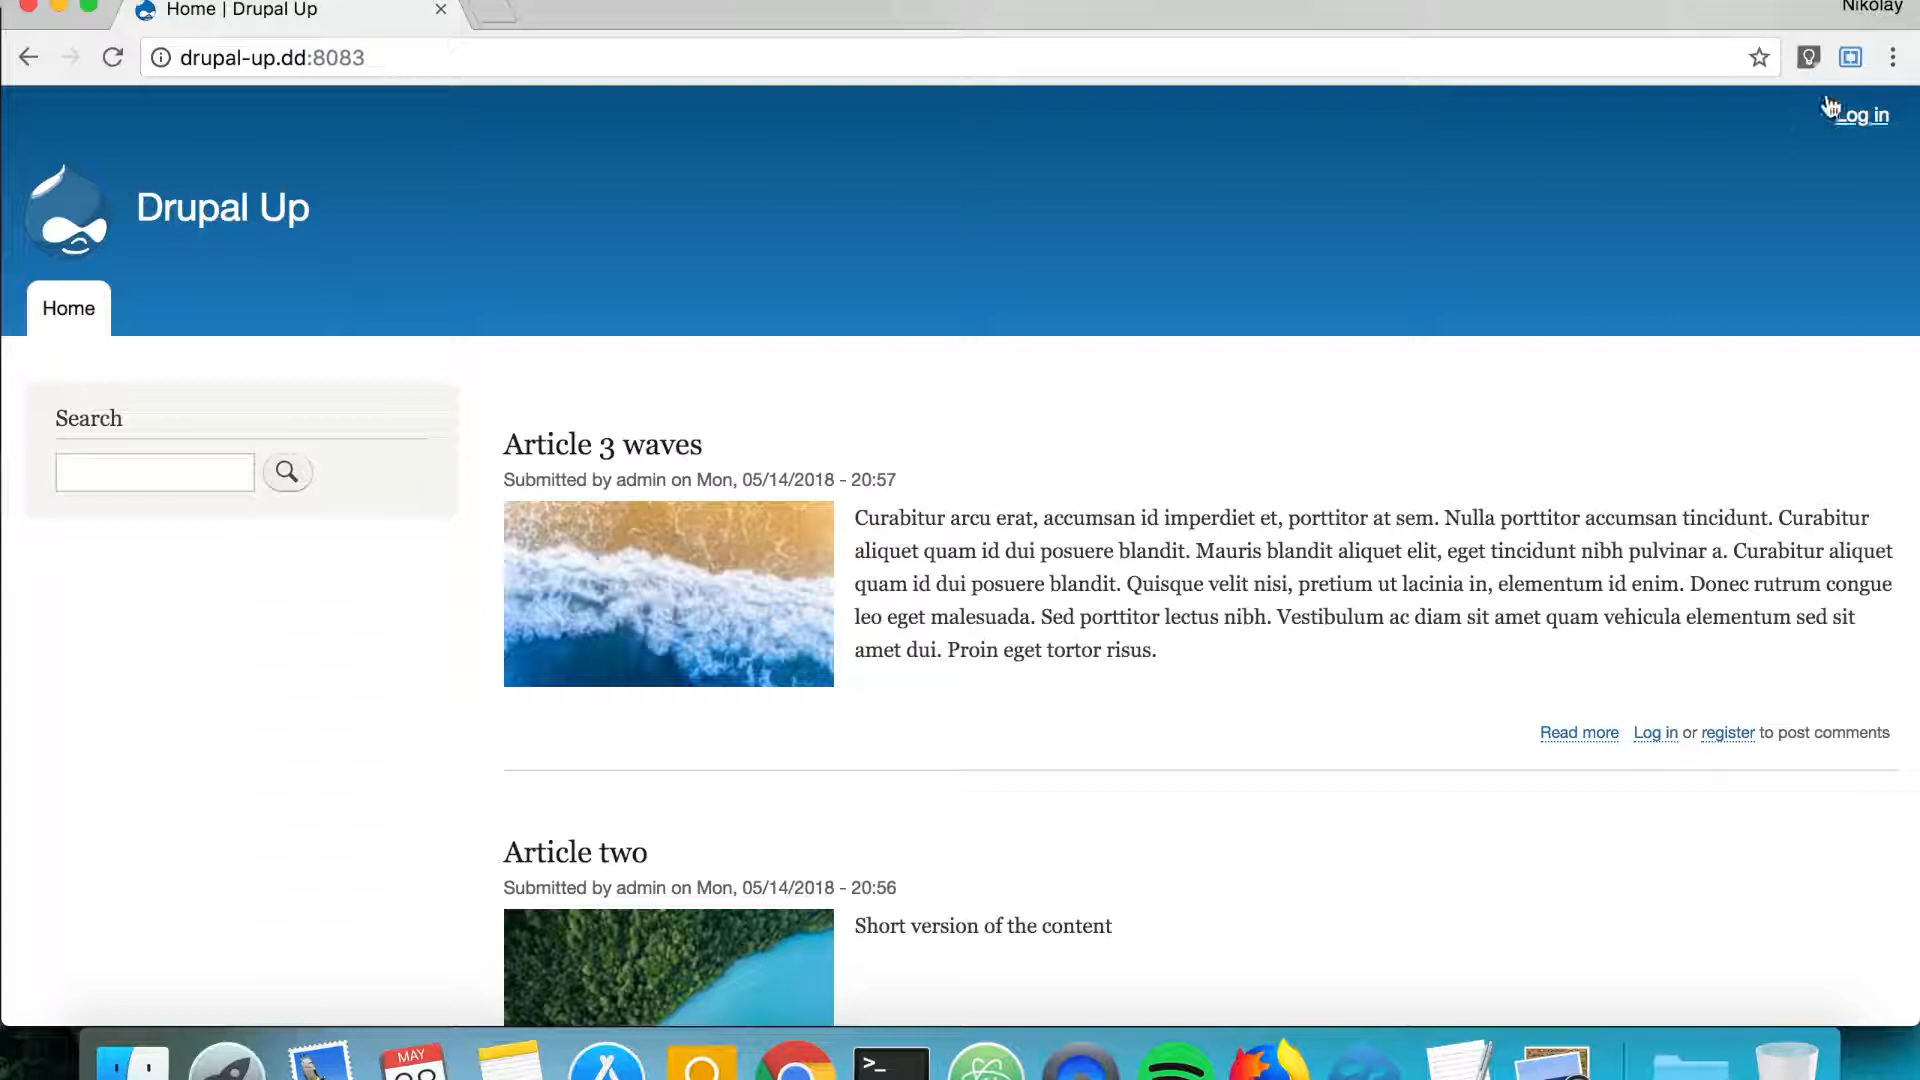 Nikolay
Home | Drupal Up
drupal-up.dd:8083
Log in
Drupal Up
Home
Search
Article 3 waves
Submitted by admin on Mon, 05/14/2018 - 20:57
Curabitur arcu erat, accumsan id imperdiet et, porttitor at sem. Nulla porttitor accumsan tincidunt. Curabitur
aliquet quam id dui posuere blandit. Mauris blandit aliquet elit, eget tincidunt nibh pulvinar a. Curabitur aliquet
quam id dui posuere blandit. Quisque velit nisi, pretium ut lacinia in, elementum id enim. Donec rutrum congue
leo eget malesuada. Sed porttitor lectus nibh. Vestibulum ac diam sit amet quam vehicula elementum sed sit
amet dui. Proin eget tortor risus.
Read more Log in or register to post comments
Article two
Submitted by admin on Mon, 05/14/2018 - 20:56
Short version of the content
MAY
>_